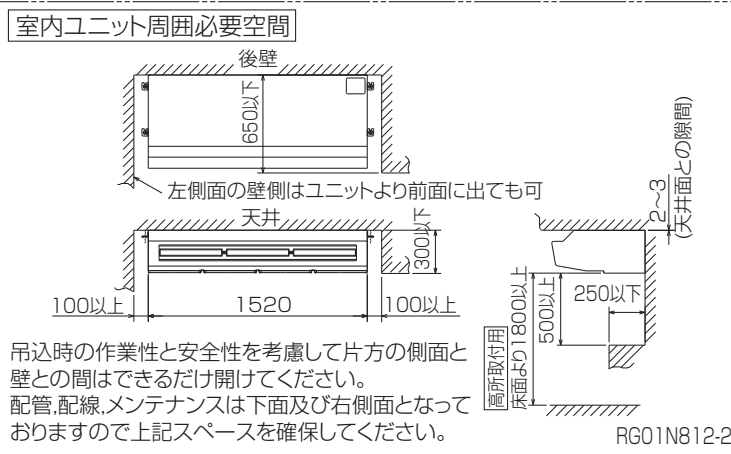 室内ユニット周囲必要空間
後壁
650以下
左側面の壁側はユニットより前面に出ても可
天井
300以下
100以上
1520
100以上
2～3
(天井面との隙間)
250以下
500以上
高所取付用
床面より1800以上
吊込時の作業性と安全性を考慮して片方の側面と
壁との間はできるだけ開けてください。
配管,配線,メンテナンスは下面及び右側面となって
おりますので上記スペースを確保してください。
RG01N812-2